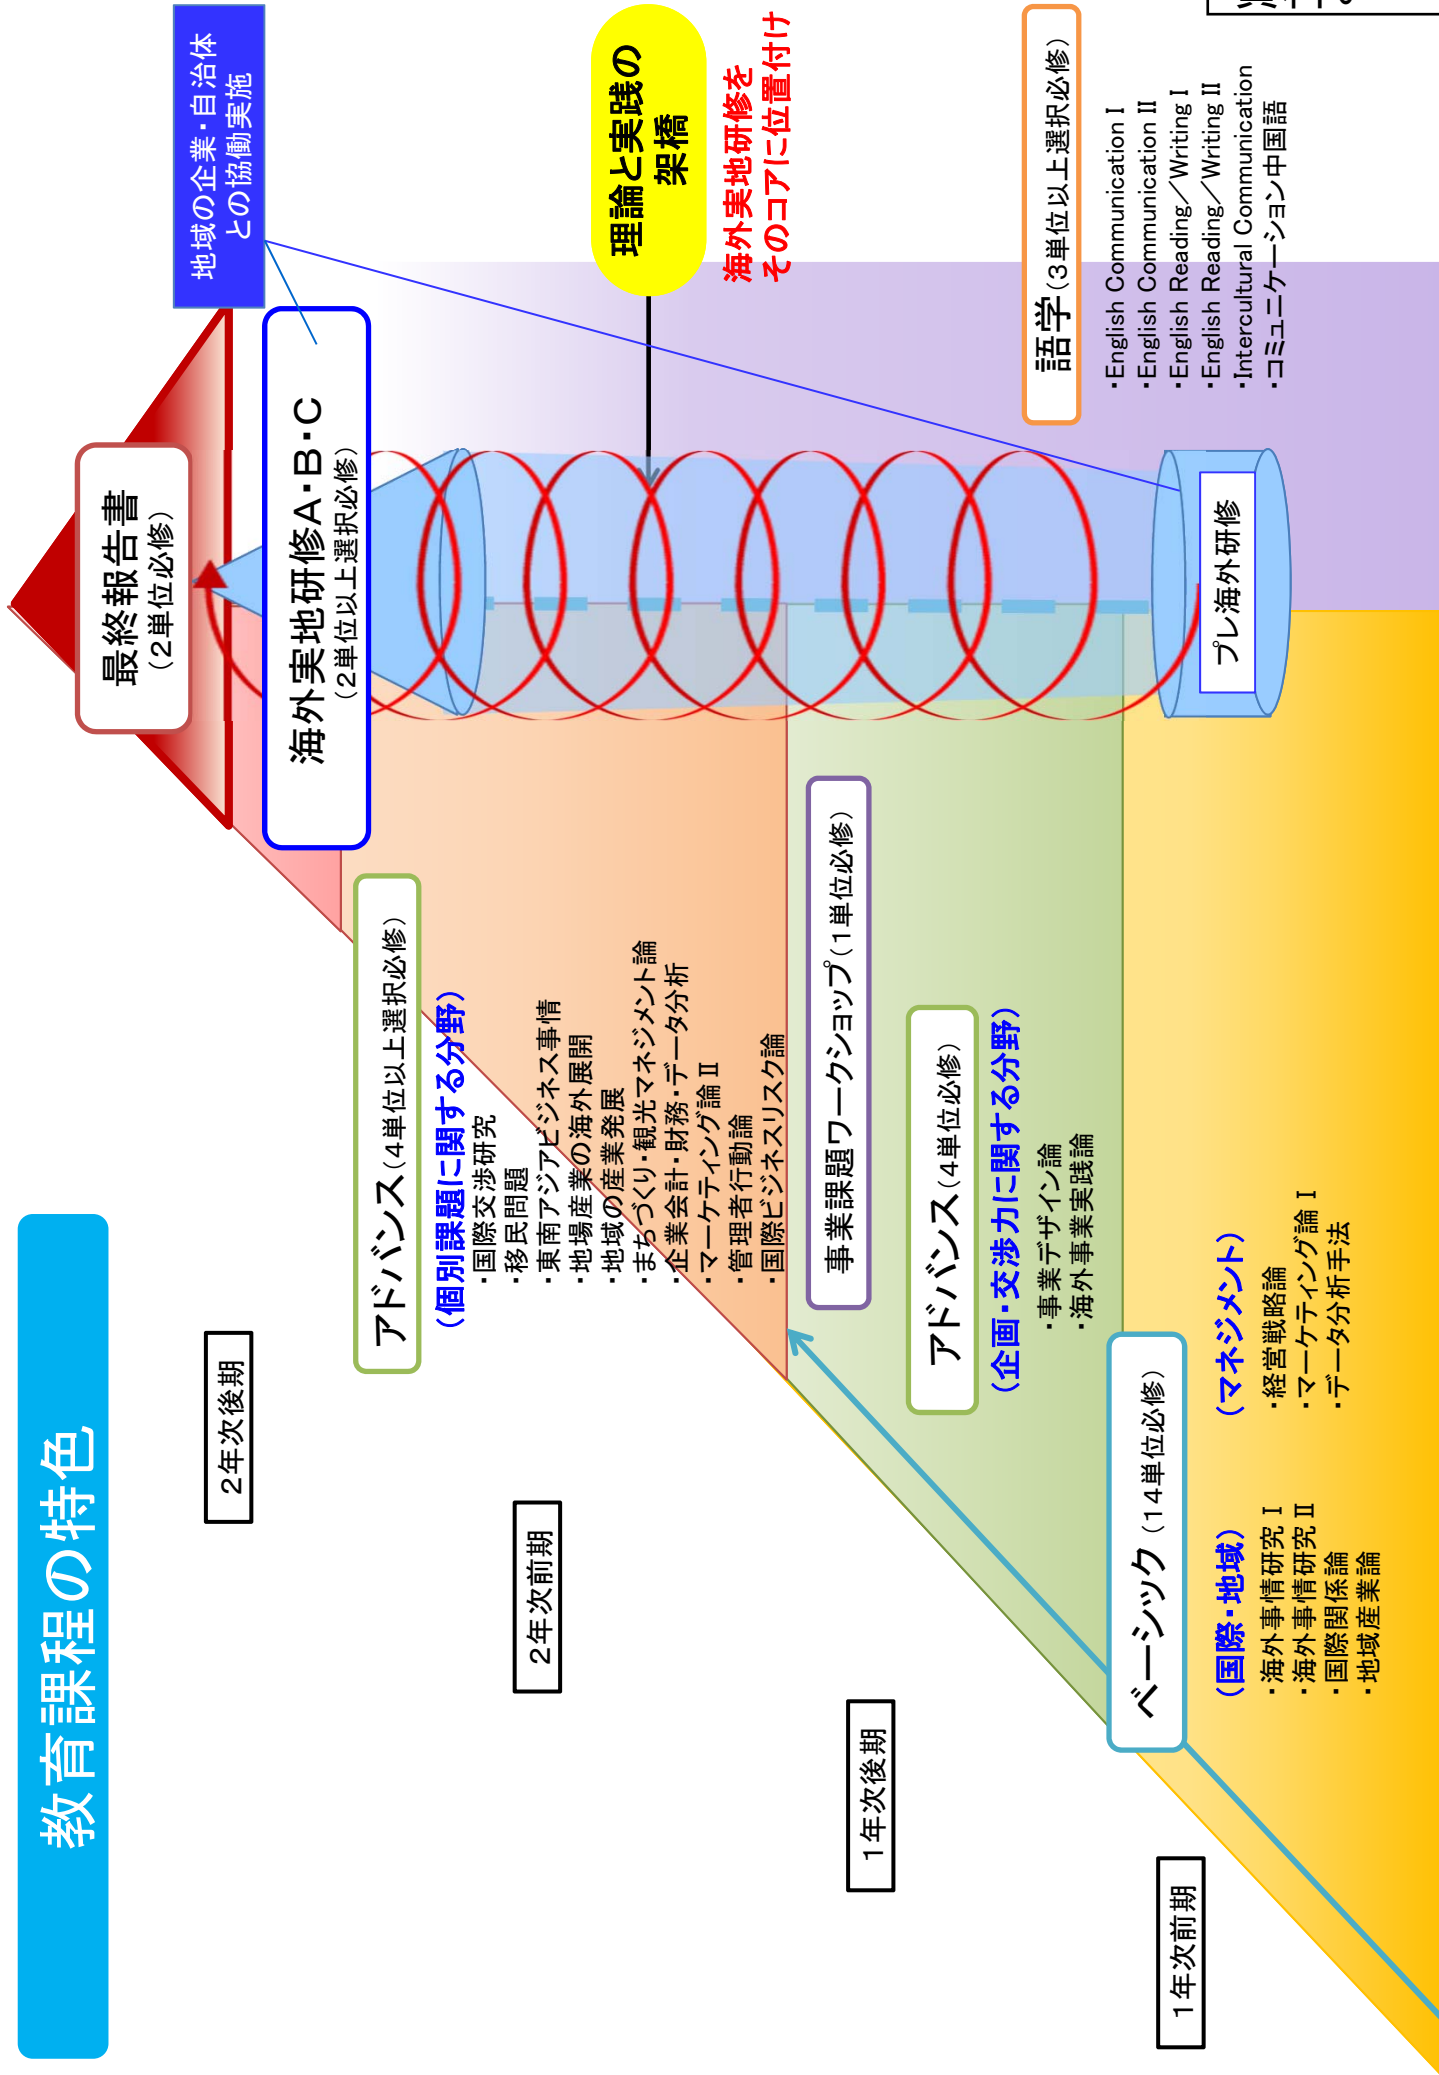 教育課程の特色
2年次後期
2年次前期
1年次後期
1年次前期
最終報告書
(2単位必修)
地域の企業・自治体
との協働実施
海外実地研修A・B・C
(2単位以上選択必修)
アドバンス(4単位以上選択必修)
(個別課題に関する分野)
・国際交渉研究
・移民問題
・東南アジアビジネス事情
・地場産業の海外展開
・地域の産業発展
・まちづくり・観光マネジメント論
・企業会計・財務・データ分析
・マーケティング論Ⅱ
・管理者行動論
・国際ビジネスリスク論
理論と実践の
架橋
海外実地研修を
そのコアに位置付け
事業課題ワークショップ(1単位必修)
アドバンス(4単位必修)
(企画・交渉力に関する分野)
・事業デザイン論
・海外事業実践論
語学(3単位以上選択必修)
・English Communication Ⅰ
・English Communication Ⅱ
・English Reading/Writing Ⅰ
・English Reading/Writing Ⅱ
・Intercultural Communication
・コミュニケーション中国語
ベーシック(14単位必修)
(国際・地域)
・海外事情研究Ⅰ
・海外事情研究Ⅱ
・国際関係論
・地域産業論
(マネジメント)
・経営戦略論
・マーケティング論Ⅰ
・データ分析手法
プレ海外研修